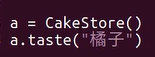 a = CakeStore()
a.taste("橘子")